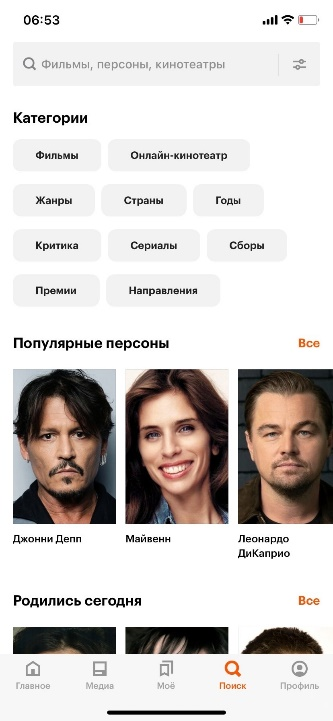 06:53
Фильмы, персоны, кинотеатры
Категории
Фильмы Онлайн-кинотеатр
Жанры Страны Годы
Критика Сериалы Сборы
Премии Направления
Популярные персоны Все
Джонни Депп Майвенн Леонардо
ДиКаприо
Родились сегодня Все
Главное Медиа Моё Поиск Профиль